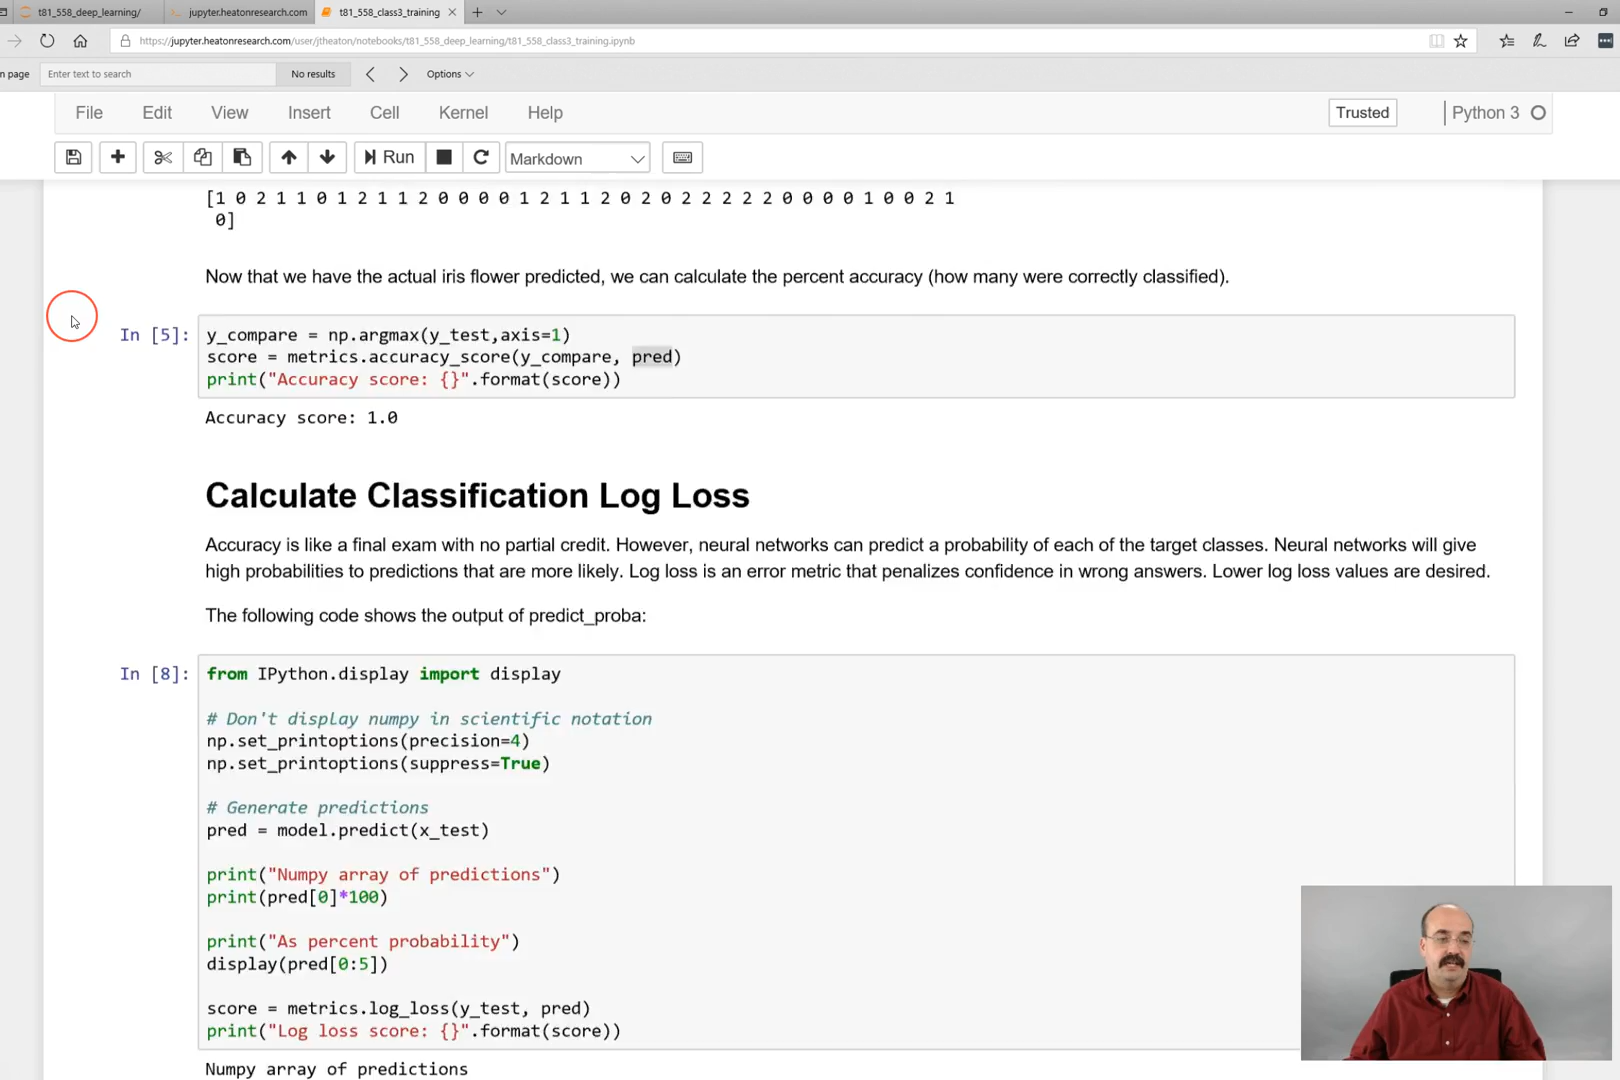 t81_558_deep_learning/
jupyter.heatonresearch.com
t81_558_class3_training
https://jupyter.heatonresearch.com/user/jtheaton/notebooks/t81_558_deep_learning/t81_558_class3_training.ipynb
n page
Enter text to search
No results
Options
File Edit View Insert Cell Kernel Help
Trusted
Python 3
Run
Markdown
[1 0 2 1 1 0 1 2 1 1 2 0 0 0 0 1 2 1 1 2 0 2 0 2 2 2 2 2 0 0 0 0 1 0 0 2 1
0]
Now that we have the actual iris flower predicted, we can calculate the percent accuracy (how many were correctly classified).
In [5]:
y_compare = np.argmax(y_test,axis=1)
score = metrics.accuracy_score(y_compare, pred)
print("Accuracy score: {}".format(score))
Accuracy score: 1.0
Calculate Classification Log Loss
Accuracy is like a final exam with no partial credit. However, neural networks can predict a probability of each of the target classes. Neural networks will give
high probabilities to predictions that are more likely. Log loss is an error metric that penalizes confidence in wrong answers. Lower log loss values are desired.
The following code shows the output of predict_proba:
In [8]:
from IPython.display import display
# Don't display numpy in scientific notation
np.set_printoptions(precision=4)
np.set_printoptions(suppress=True)
# Generate predictions
pred = model.predict(x_test)
print("Numpy array of predictions")
print(pred[0]*100)
print("As percent probability")
display(pred[0:5])
score = metrics.log_loss(y_test, pred)
print("Log loss score: {}".format(score))
Numpy array of predictions